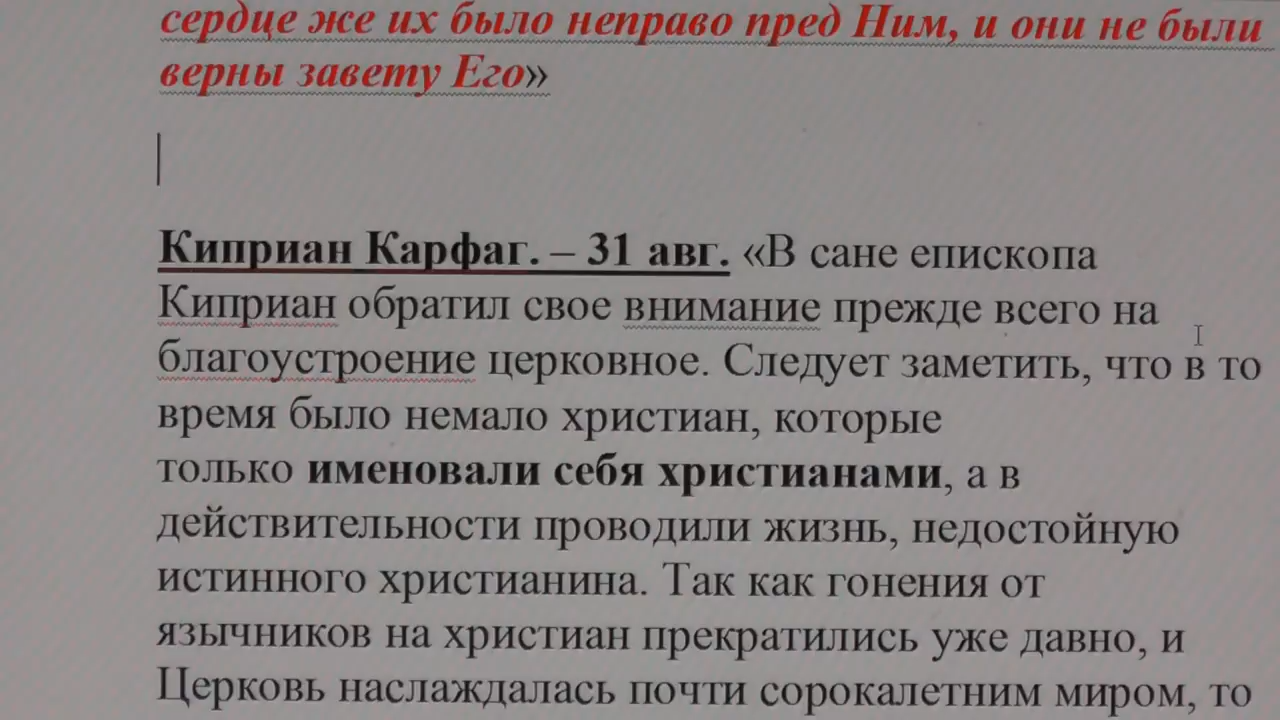 сердце же их было неправо пред Ним, и они не были
верны завету Его»
Киприан Карфаг. – 31 авг. «В сане епископа
Киприан обратил свое внимание прежде всего на
благоустроение церковное. Следует заметить, что в то
время было немало христиан, которые
только именовали себя христианами, а в
действительности проводили жизнь, недостойную
истинного христианина. Так как гонения от
язычников на христиан прекратились уже давно, и
Церковь наслаждалась почти сорокалетним миром, то